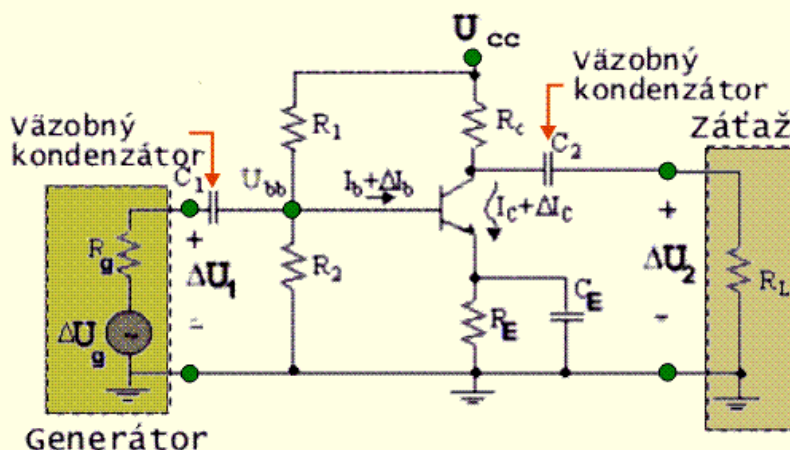 U cc
Väzobný
kondenzátor
Väzobný
kondenzátor
R1
Rc
C2
Záťaž
C1
Ubb
Ib+ΔIb
IC+ΔIC
+
+
Rg
ΔU1
R2
ΔU2
RL
RE
CE
ΔUg
-
-
~
Generátor